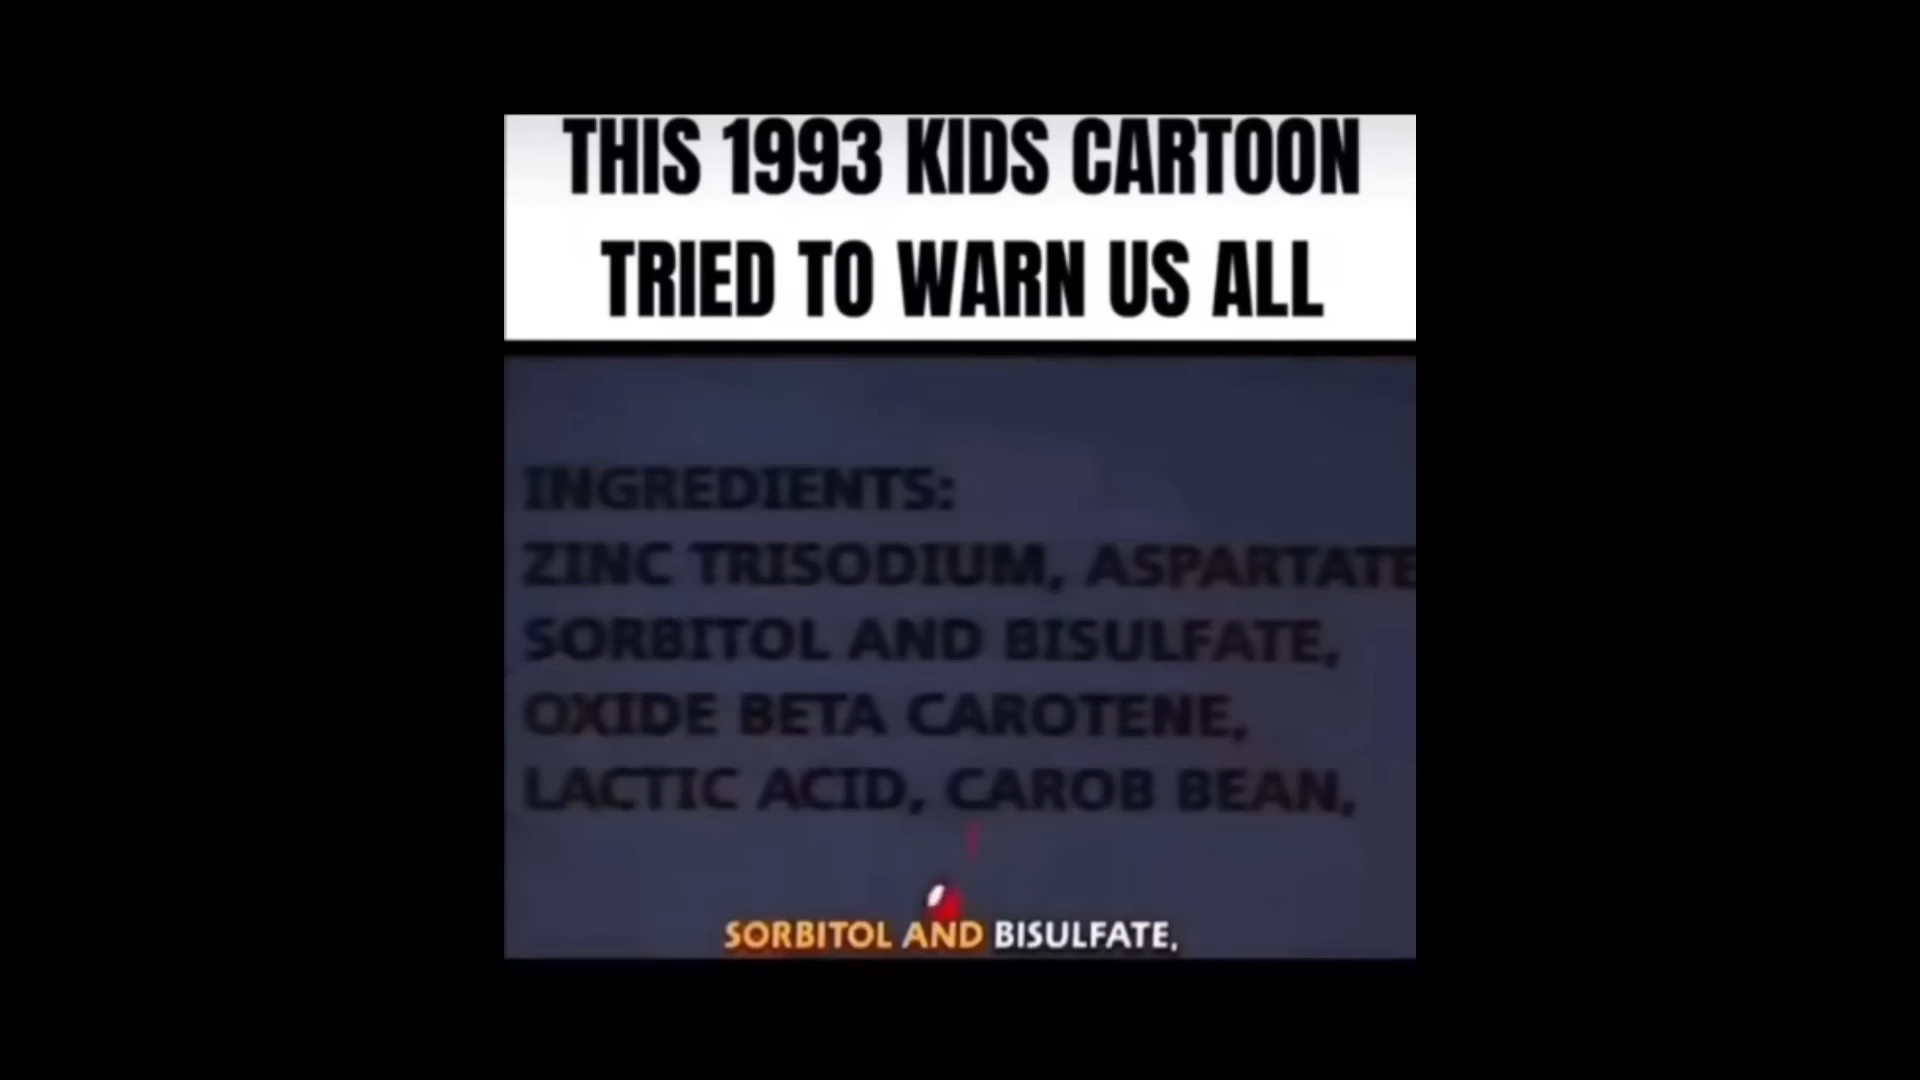 THIS 1993 KIDS CARTOON
TRIED TO WARN US ALL
INGREDIENTS:
ZINC TRISODIUM, ASPARTATE
SORBITOL AND BISULFATE,
OXIDE BETA CAROTENE,
LACTIC ACID, CAROB BEAN,
SORBITOL AND BISULFATE,